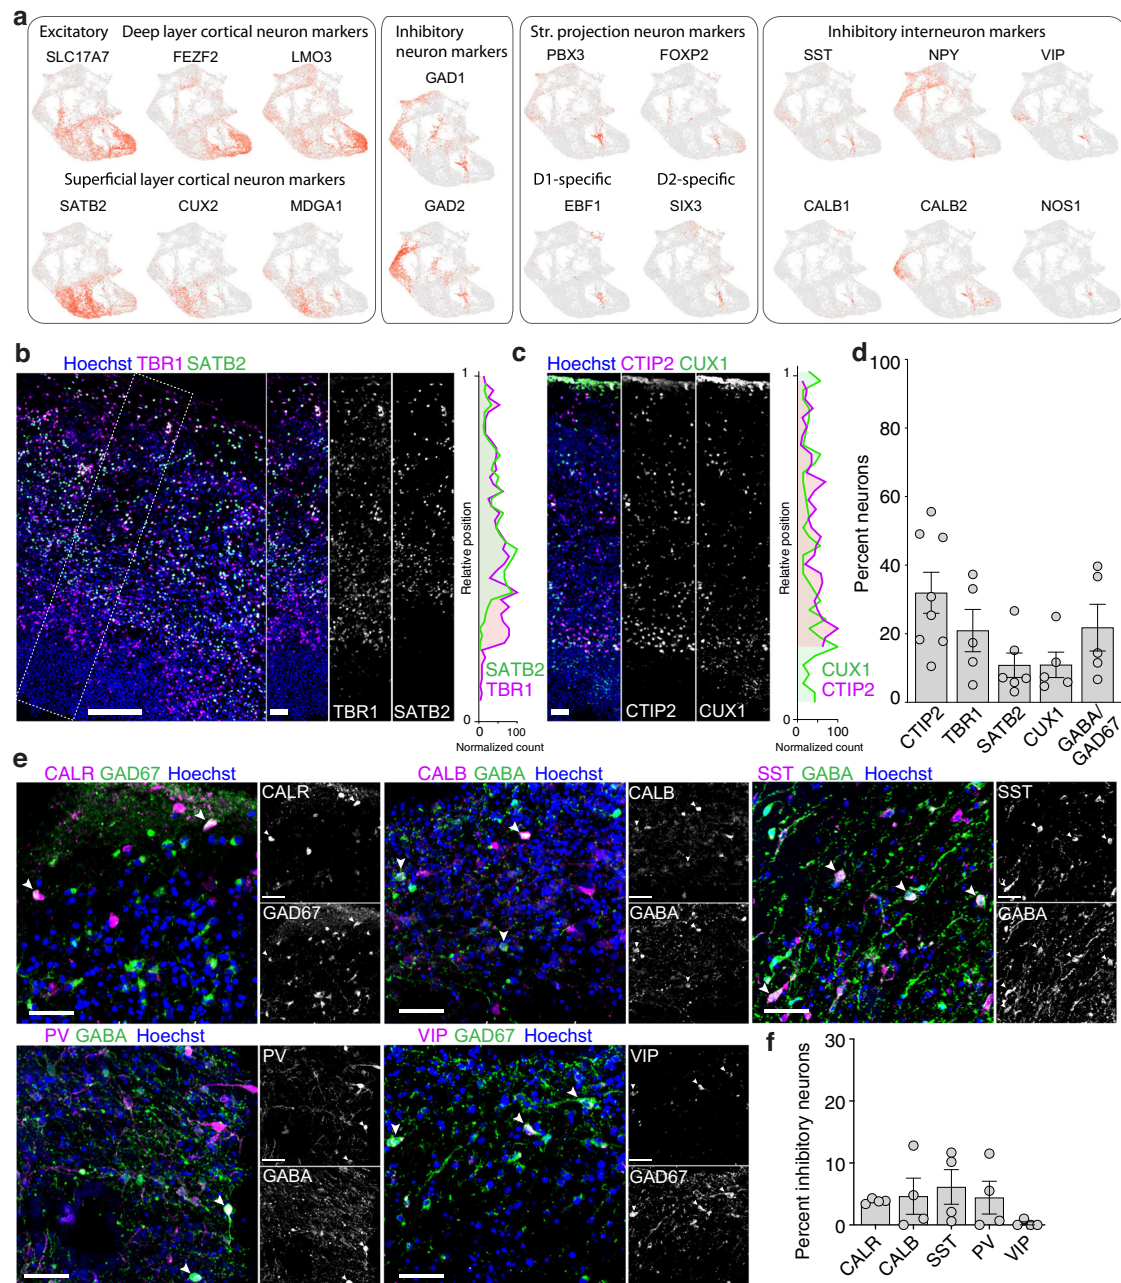 a
Excitatory Deep layer cortical neuron markers
SLC17A7 FEZF2 LMO3
Superficial layer cortical neuron markers
SATB2 CUX2 MDGA1
Inhibitory
neuron markers
GAD1
GAD2
Str. projection neuron markers
PBX3 FOXP2
D1-specific D2-specific
EBF1 SIX3
Inhibitory interneuron markers
SST NPY VIP
CALB1 CALB2 NOS1
b
Hoechst TBR1 SATB2
TBR1 SATB2
1
Relative position
0
SATB2
TBR1
0 100
Normalized count
c
Hoechst CTIP2 CUX1
CTIP2 CUX1
1
Relative position
0
CUX1
CTIP2
0 100
Normalized count
d
Percent neurons
100
80
60
40
20
0
CTIP2
TBR1
SATB2
CUX1
GABA/
GAD67
e
CALR GAD67 Hoechst
CALR
GAD67
CALB GABA Hoechst
CALB
GABA
SST GABA Hoechst
SST
GABA
PV GABA Hoechst
PV
GABA
VIP GAD67 Hoechst
VIP
GAD67
f
Percent inhibitory neurons
30
20
10
0
CALR
CALB
SST
PV
VIP